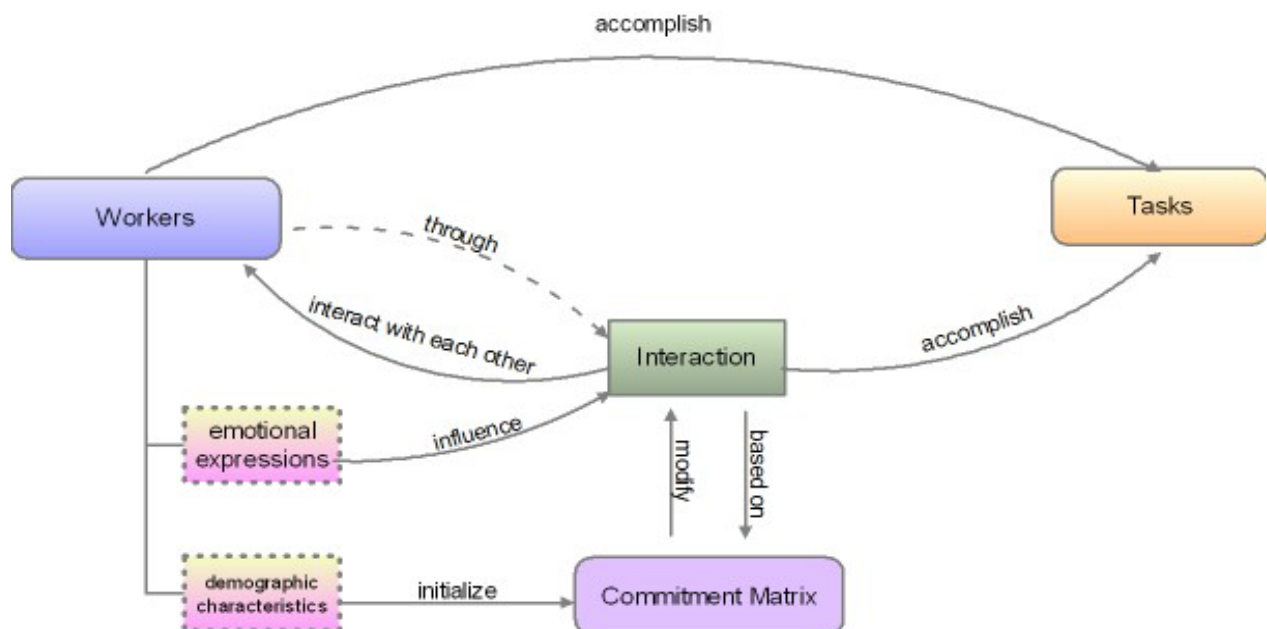 accomplish
Workers
Tasks
through
interact with each other
Interaction
accomplish
emotional
expressions
influence
modify
based on
demographic
characteristics
initialize
Commitment Matrix